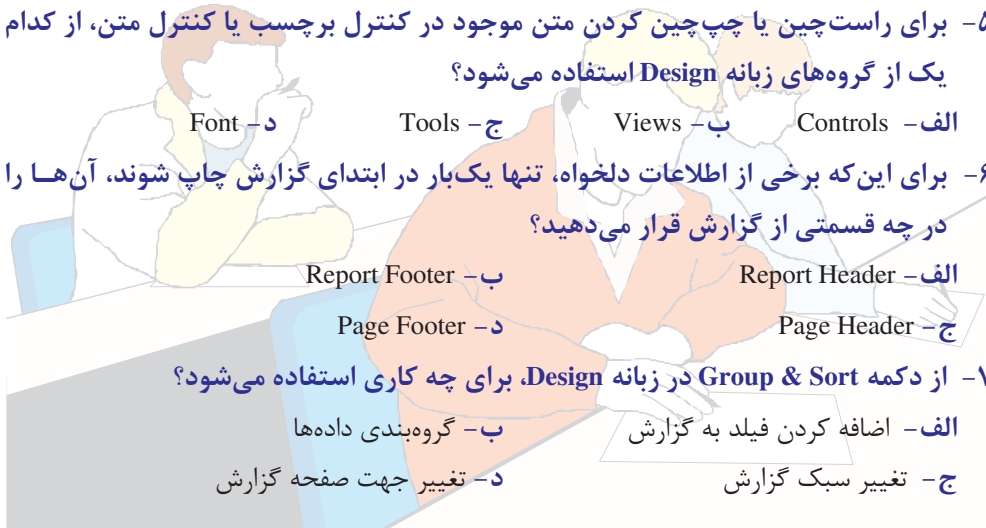 ۵- برای راست‌چین یا چپ‌چین کردن متن موجود در کنترل برچسب یا کنترل متن، از کدام
یک از گروه‌های زبانه Design استفاده می‌شود؟
الف- Controls ب- Views ج- Tools د- Font
۶- برای این‌که برخی از اطلاعات دلخواه، تنها یک‌بار در ابتدای گزارش چاپ شوند، آن‌هــا را
در چه قسمتی از گزارش قرار می‌دهید؟
الف- Report Header ب- Report Footer
ج- Page Header د- Page Footer
۷- از دکمه Group & Sort در زبانه Design، برای چه کاری استفاده می‌شود؟
الف- اضافه کردن فیلد به گزارش ب- گروه‌بندی داده‌ها
ج- تغییر سبک گزارش د- تغییر جهت صفحه گزارش